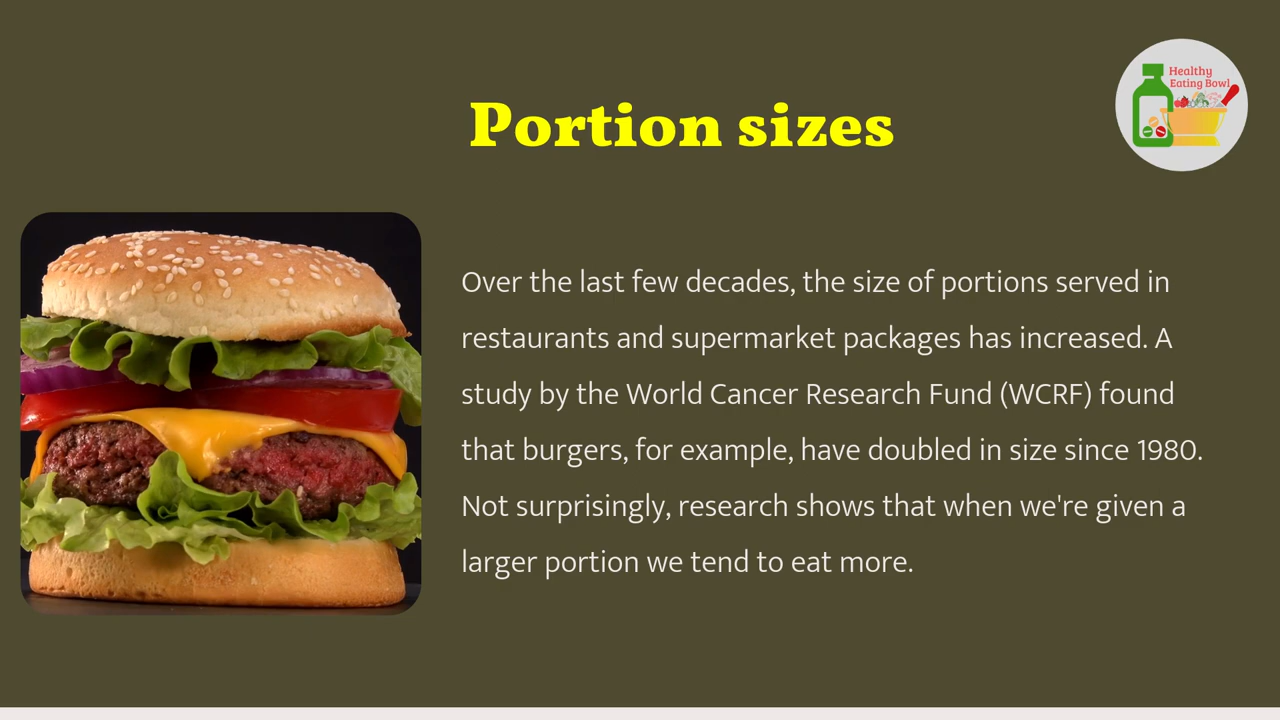 Healthy
Eating Bowl
Portion sizes
Over the last few decades, the size of portions served in
restaurants and supermarket packages has increased. A
study by the World Cancer Research Fund (WCRF) found
that burgers, for example, have doubled in size since 1980.
Not surprisingly, research shows that when we're given a
larger portion we tend to eat more.